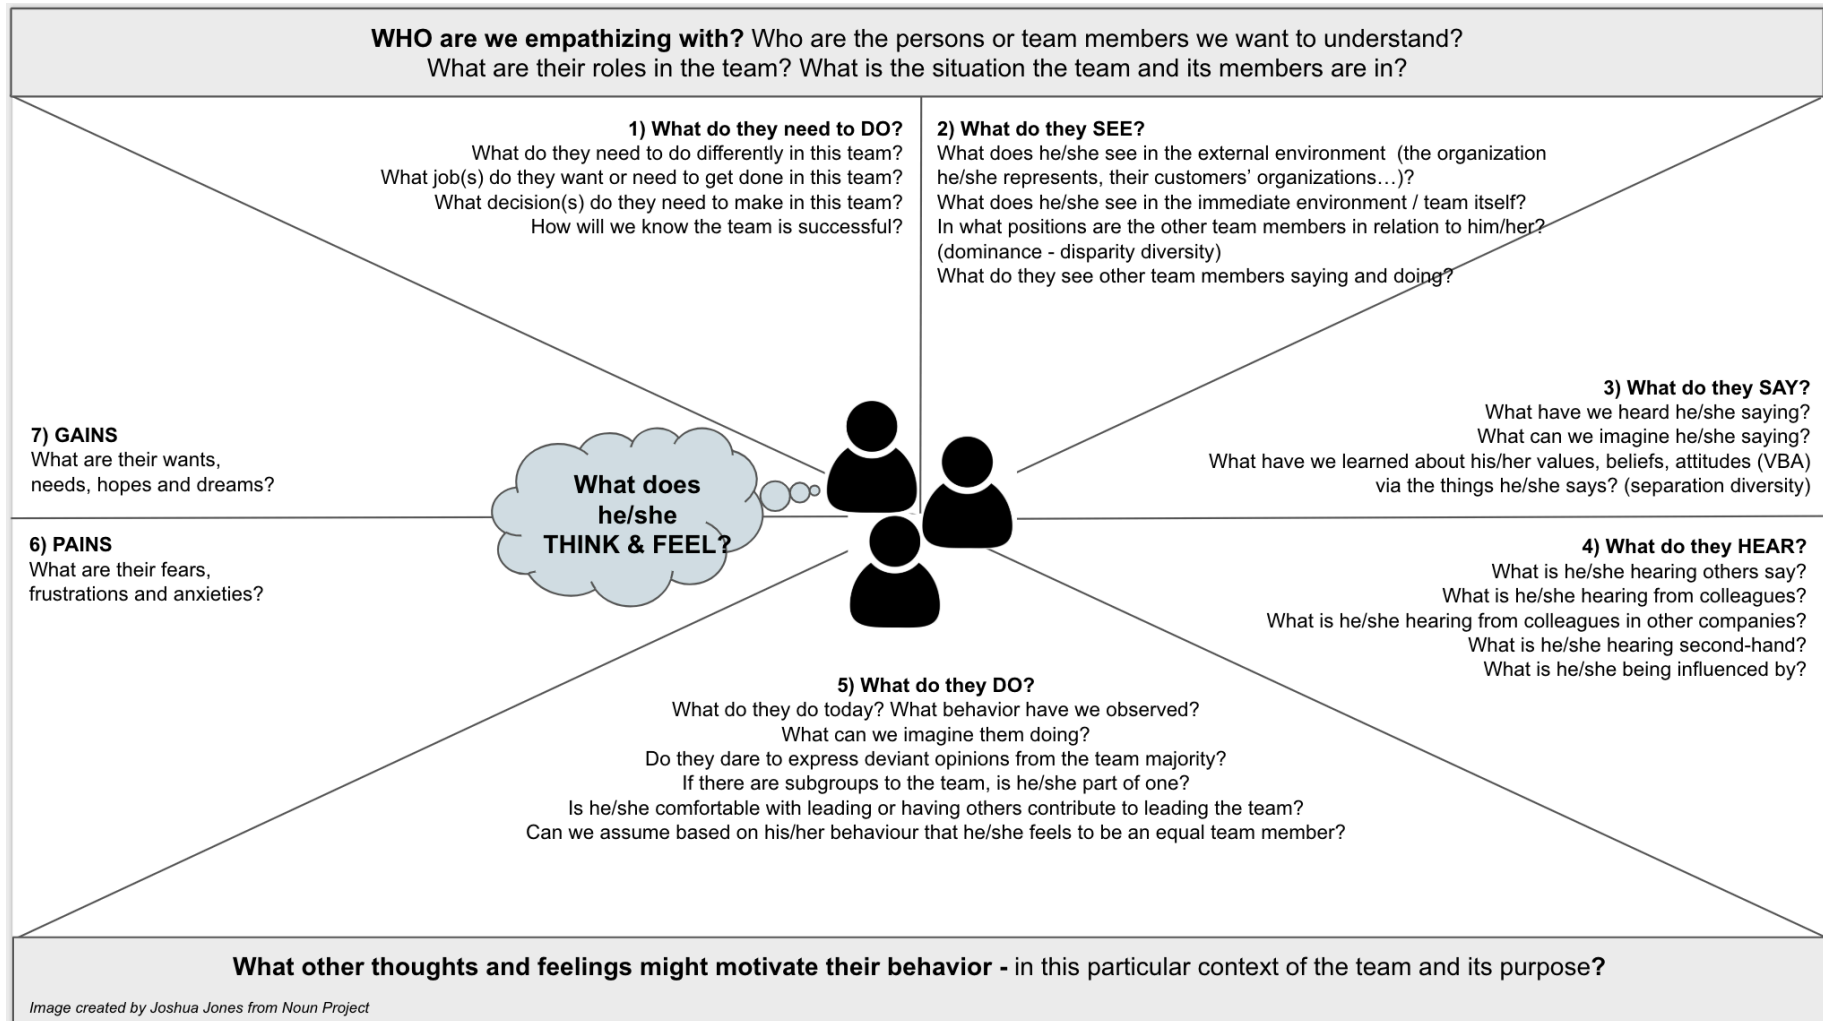 WHO are we empathizing with? Who are the persons or team members we want to understand?
What are their roles in the team? What is the situation the team and its members are in?
1) What do they need to DO?
What do they need to do differently in this team?
What job(s) do they want or need to get done in this team?
What decision(s) do they need to make in this team?
How will we know the team is successful?
2) What do they SEE?
What does he/she see in the external environment  (the organization
he/she represents, their customers’ organizations…)?
What does he/she see in the immediate environment / team itself?
In what positions are the other team members in relation to him/her?
(dominance - disparity diversity)
What do they see other team members saying and doing?
3) What do they SAY?
What have we heard he/she saying?
What can we imagine he/she saying?
What have we learned about his/her values, beliefs, attitudes (VBA)
via the things he/she says? (separation diversity)
4) What do they HEAR?
What is he/she hearing others say?
What is he/she hearing from colleagues?
What is he/she hearing from colleagues in other companies?
What is he/she hearing second-hand?
What is he/she being influenced by?
5) What do they DO?
What do they do today? What behavior have we observed?
What can we imagine them doing?
Do they dare to express deviant opinions from the team majority?
If there are subgroups to the team, is he/she part of one?
Is he/she comfortable with leading or having others contribute to leading the team?
Can we assume based on his/her behaviour that he/she feels to be an equal team member?
6) PAINS
What are their fears,
frustrations and anxieties?
7) GAINS
What are their wants,
needs, hopes and dreams?
What does
he/she
THINK & FEEL?
What other thoughts and feelings might motivate their behavior - in this particular context of the team and its purpose?
Image created by Joshua Jones from Noun Project